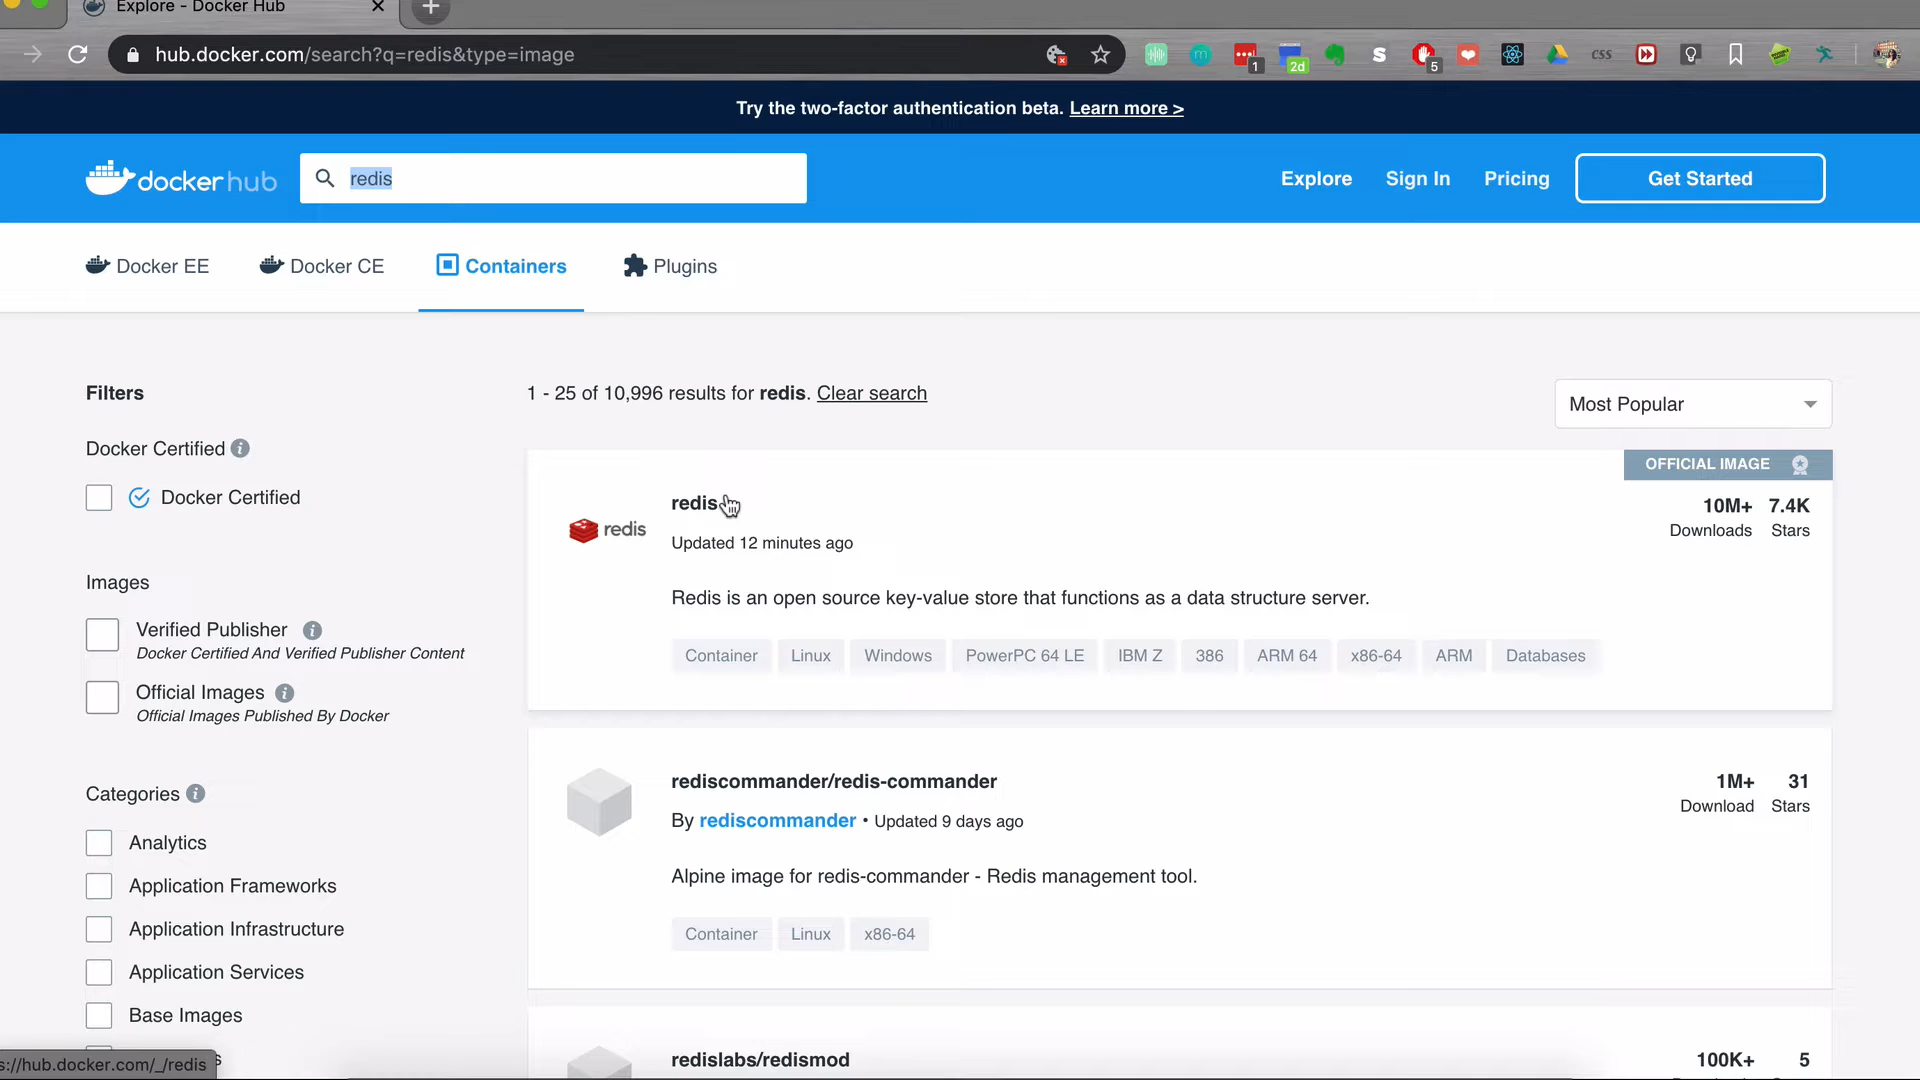 Explore - Docker Hub
hub.docker.com/search?q=redis&type=image
1
2d
S
5
css
Try the two-factor authentication beta. Learn more >
dockerhub
redis
Explore
Sign In
Pricing
Get Started
Docker EE
Docker CE
Containers
Plugins
Filters
1 - 25 of 10,996 results for redis. Clear search
Most Popular
Docker Certified
Docker Certified
Images
Verified Publisher
Docker Certified And Verified Publisher Content
Official Images
Official Images Published By Docker
Categories
Analytics
Application Frameworks
Application Infrastructure
Application Services
Base Images
s://hub.docker.com/_/redis
OFFICIAL IMAGE
redis
redis
Updated 12 minutes ago
10M+ 7.4K
Downloads Stars
Redis is an open source key-value store that functions as a data structure server.
Container Linux Windows PowerPC 64 LE IBM Z 386 ARM 64 x86-64 ARM Databases
rediscommander/redis-commander
By rediscommander • Updated 9 days ago
1M+ 31
Download Stars
Alpine image for redis-commander - Redis management tool.
Container Linux x86-64
redislabs/redismod
100K+ 5